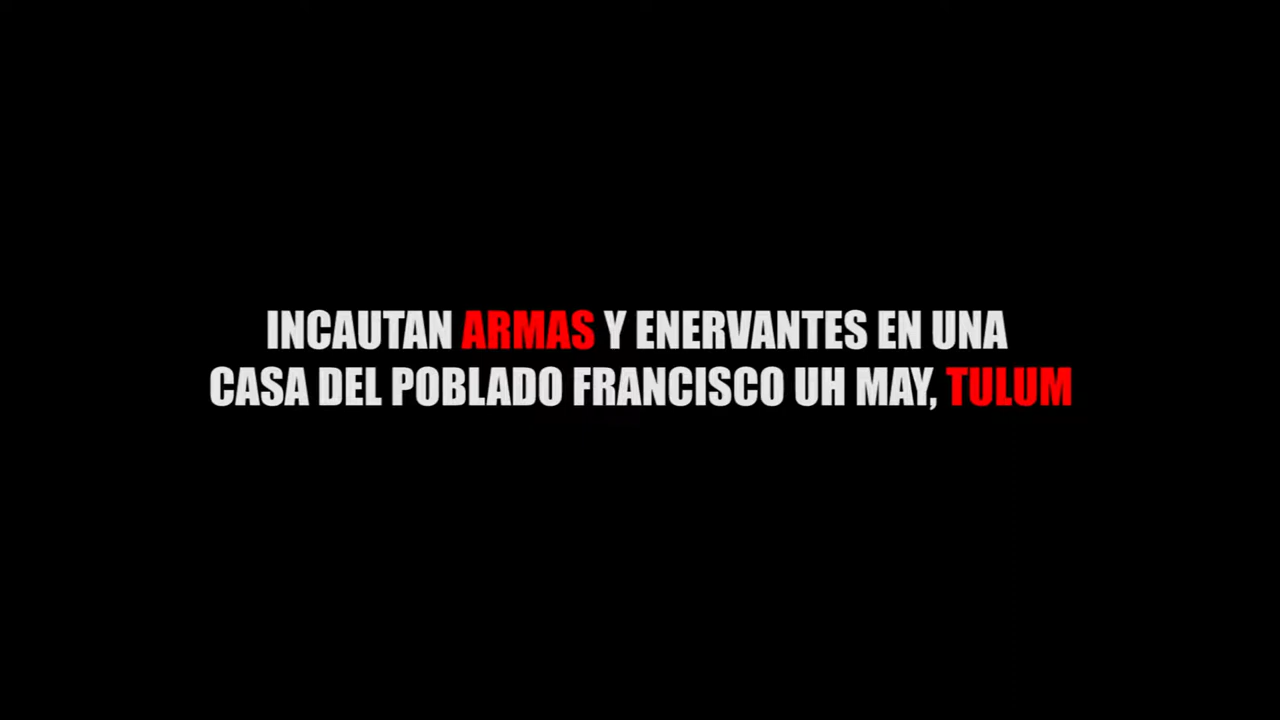 INCAUTAN ARMAS Y ENERVANTES EN UNA
CASA DEL POBLADO FRANCISCO UH MAY, TULUM